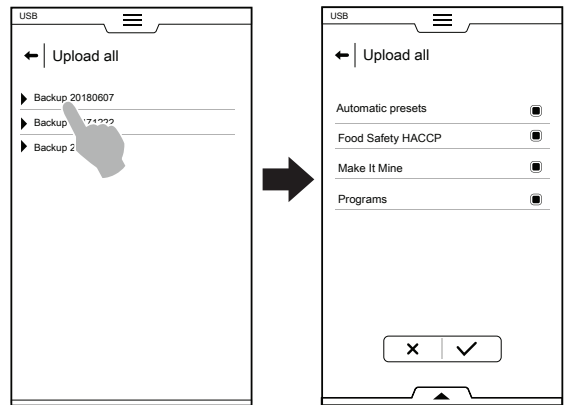 USB
Upload all
Backup 20180607
Backup
Backup 2
USB
Upload all
Automatic presets
Food Safety HACCP
Make It Mine
Programs